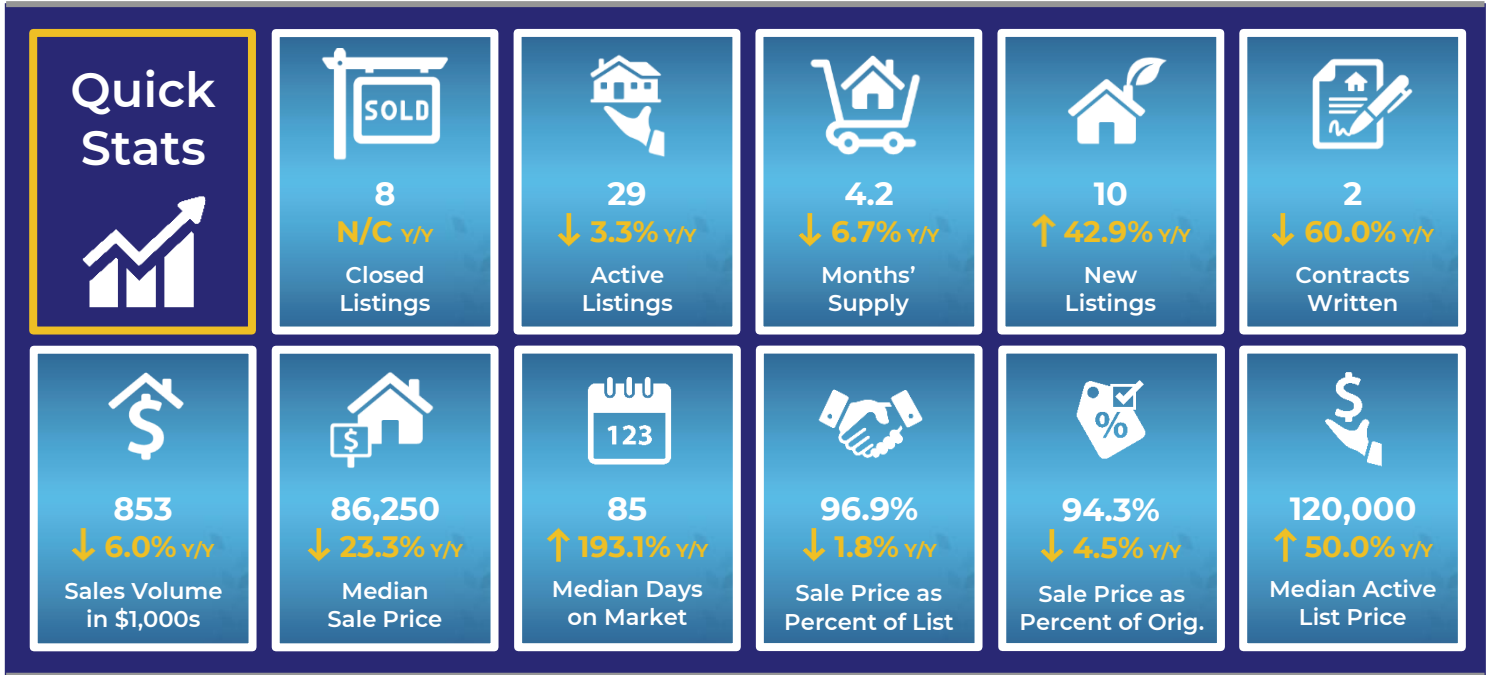 Quick
Stats
SOLD
8
N/C Y/Y
Closed
Listings
29
↓ 3.3% Y/Y
Active
Listings
4.2
↓ 6.7% Y/Y
Months’
Supply
10
↑ 42.9% Y/Y
New
Listings
2
↓ 60.0% Y/Y
Contracts
Written
$
853
↓ 6.0% Y/Y
Sales Volume
in $1,000s
$
86,250
↓ 23.3% Y/Y
Median
Sale Price
123
85
↑ 193.1% Y/Y
Median Days
on Market
96.9%
↓ 1.8% Y/Y
Sale Price as
Percent of List
%
94.3%
↓ 4.5% Y/Y
Sale Price as
Percent of Orig.
$
120,000
↑ 50.0% Y/Y
Median Active
List Price